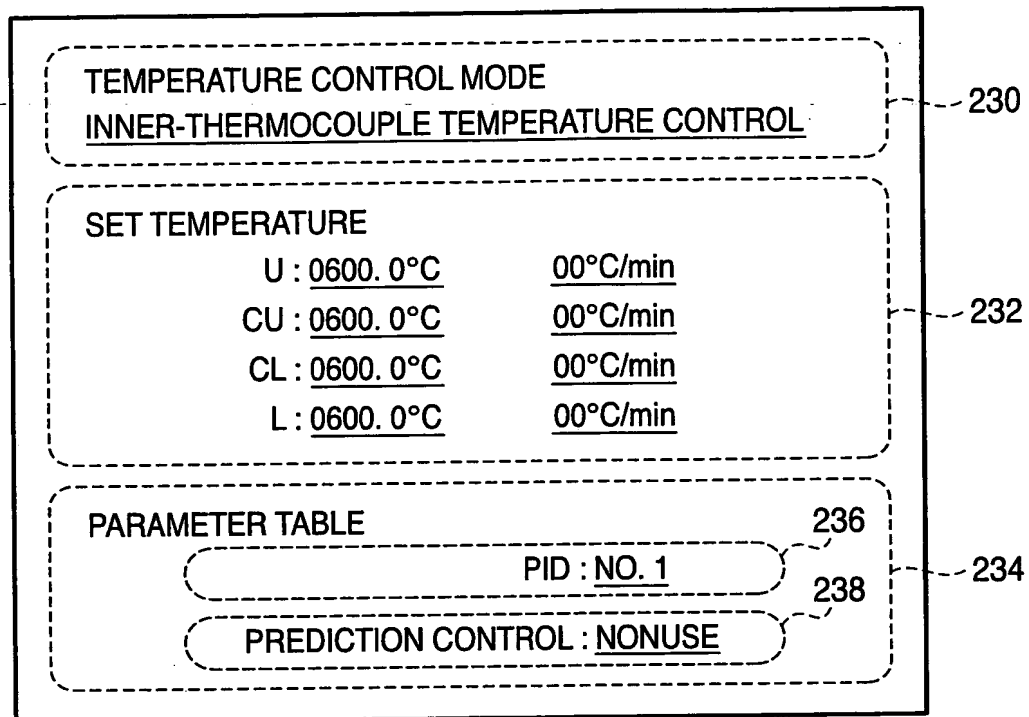 TEMPERATURE CONTROL MODE
INNER-THERMOCOUPLE TEMPERATURE CONTROL
230
SET TEMPERATURE
U : 0600. 0°C 00°C/min
CU : 0600. 0°C 00°C/min
232
CL : 0600. 0°C 00°C/min
L : 0600. 0°C 00°C/min
PARAMETER TABLE
236
PID : NO. 1
234
238
PREDICTION CONTROL : NONUSE